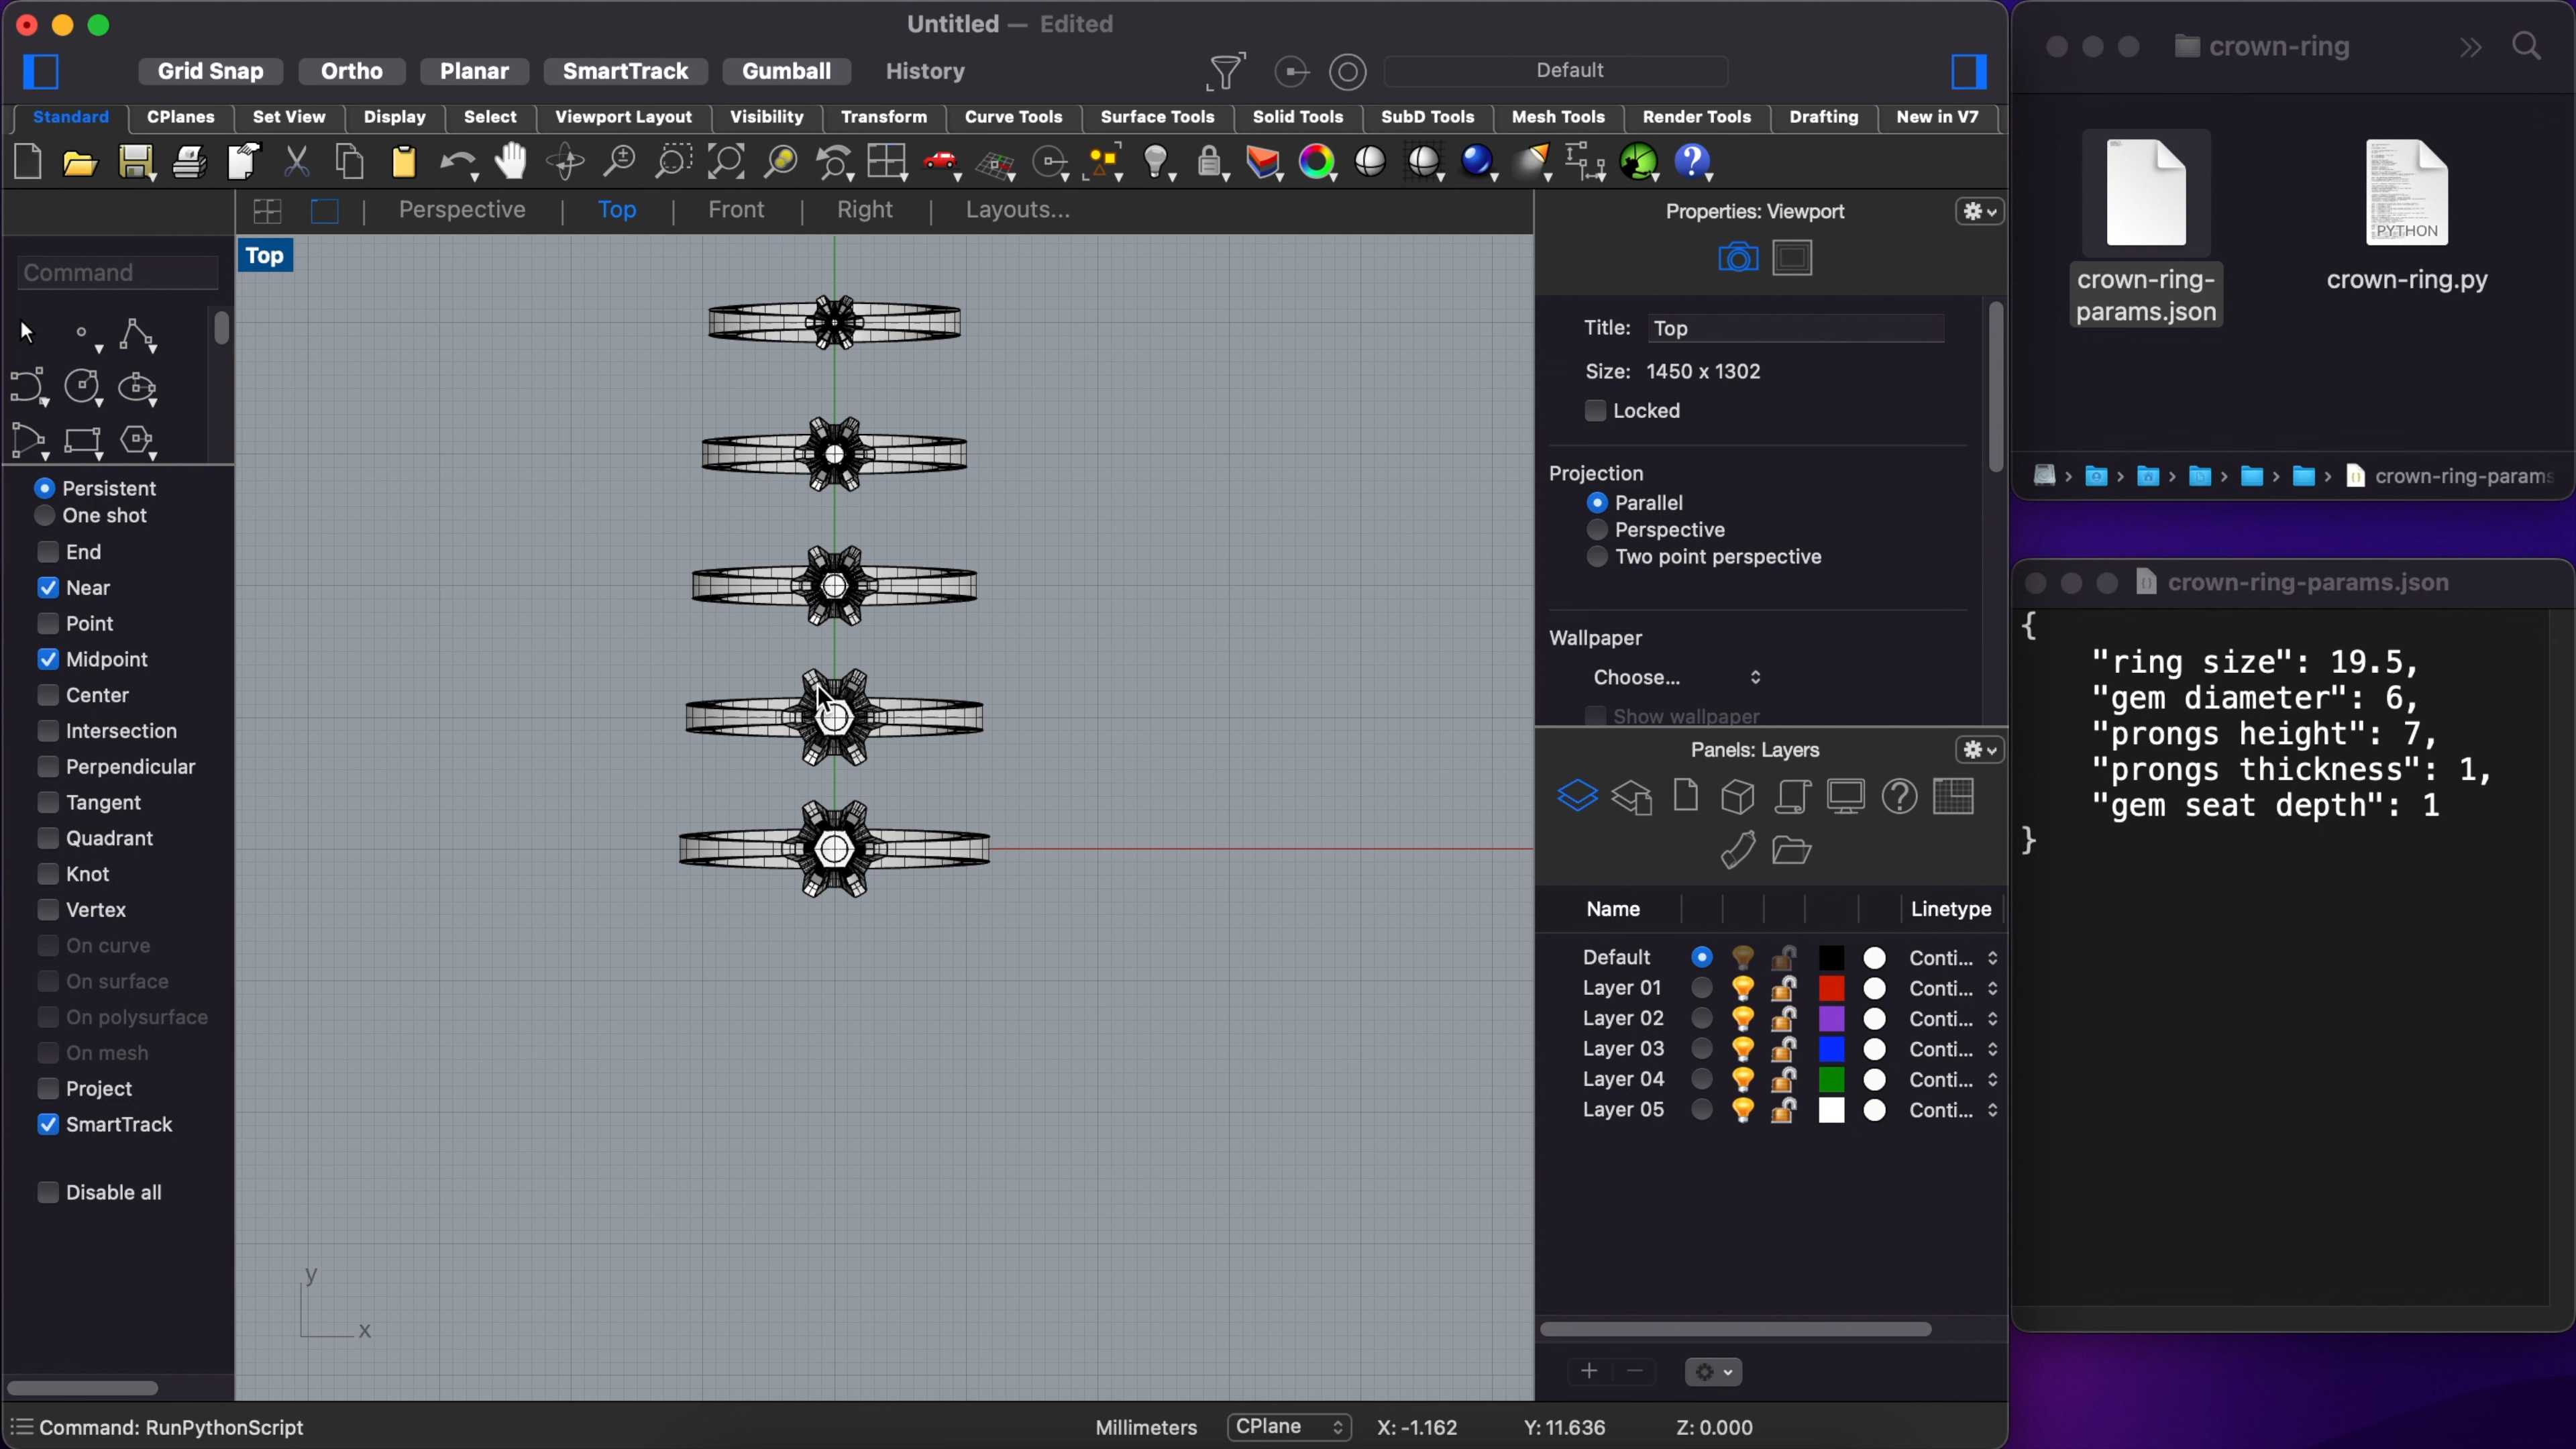 Untitled — Edited
Grid Snap Ortho Planar SmartTrack Gumball History Default
Standard CPlanes Set View Display Select Viewport Layout Visibility Transform Curve Tools Surface Tools Solid Tools SubD Tools Mesh Tools Render Tools Drafting New in V7
Perspective | Top | Front | Right | Layouts...
Top
Command
Persistent
One shot
End
Near
Point
Midpoint
Center
Intersection
Perpendicular
Tangent
Quadrant
Knot
Vertex
On curve
On surface
On polysurface
On mesh
Project
SmartTrack
Disable all
y
x
Properties: Viewport
Title: Top
Size: 1450 x 1302
Locked
Projection
Parallel
Perspective
Two point perspective
Wallpaper
Choose...
Show wallpaper
Panels: Layers
Name Linetype
Default Conti...
Layer 01 Conti...
Layer 02 Conti...
Layer 03 Conti...
Layer 04 Conti...
Layer 05 Conti...
Command: RunPythonScript
Millimeters CPlane X: -1.162 Y: 11.636 Z: 0.000
crown-ring
PYTHON
crown-ring-
params.json
crown-ring.py
crown-ring-params
crown-ring-params.json
{
"ring size": 19.5,
"gem diameter": 6,
"prongs height": 7,
"prongs thickness": 1,
"gem seat depth": 1
}